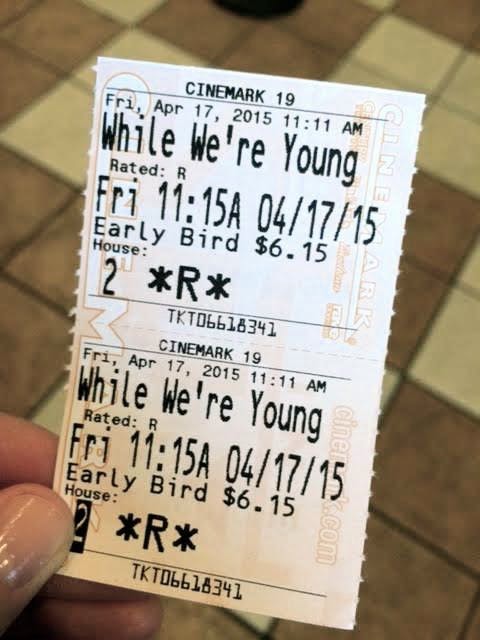 CINEMARK 19
Fri, Apr 17, 2015 11:11 AM
While We're Young
Rated: R
Fri 11:15A 04/17/15
Early Bird $6.15
House:
2 *R*
TKT06618341
CINEMARK 19
Fri, Apr 17, 2015 11:11 AM
While We're Young
Rated: R
Fri 11:15A 04/17/15
Early Bird $6.15
House:
2 *R*
TKT06618341
CINEMARK
cinemark.com